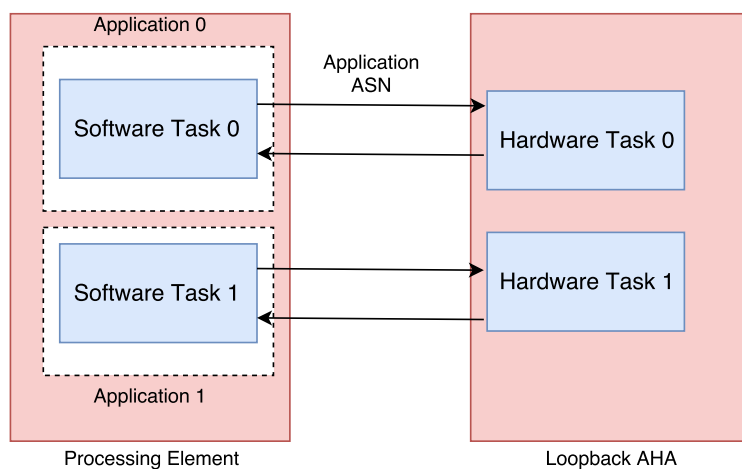 Application 0
Application
ASN
Software Task 0
Hardware Task 0
Software Task 1
Hardware Task 1
Application 1
Processing Element
Loopback AHA